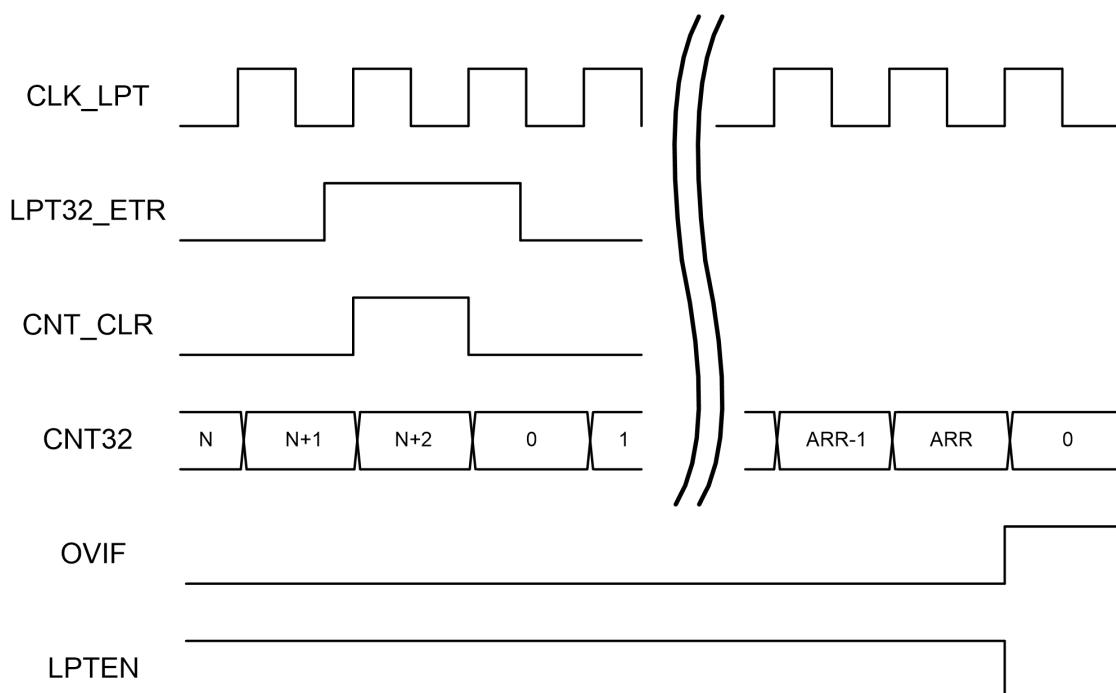 CLK_LPT
LPT32_ETR
CNT_CLR
CNT32 N N+1 N+2 0 1 ARR-1 ARR 0
OVIF
LPTEN